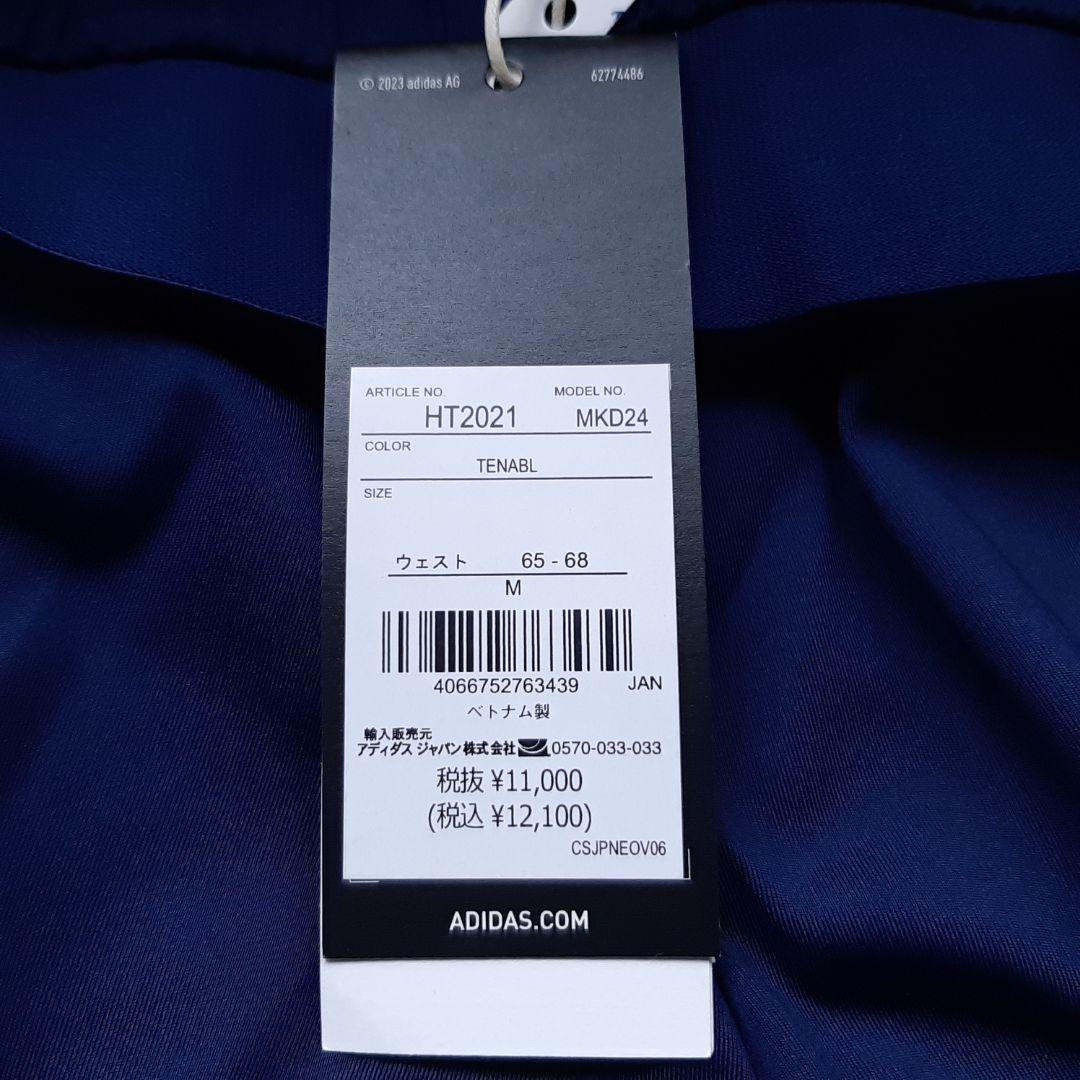 © 2023 adidas AG 62774486
ARTICLE NO. MODEL NO.
HT2021 MKD24
COLOR
TENABL
SIZE
ウェスト 65 - 68
M
4066752763439 JAN
ベトナム製
輸入販売元
アディダス ジャパン株式会社 0570-033-033
税抜 ¥11,000
(税込 ¥12,100)
CSJPNEOV06
ADIDAS.COM